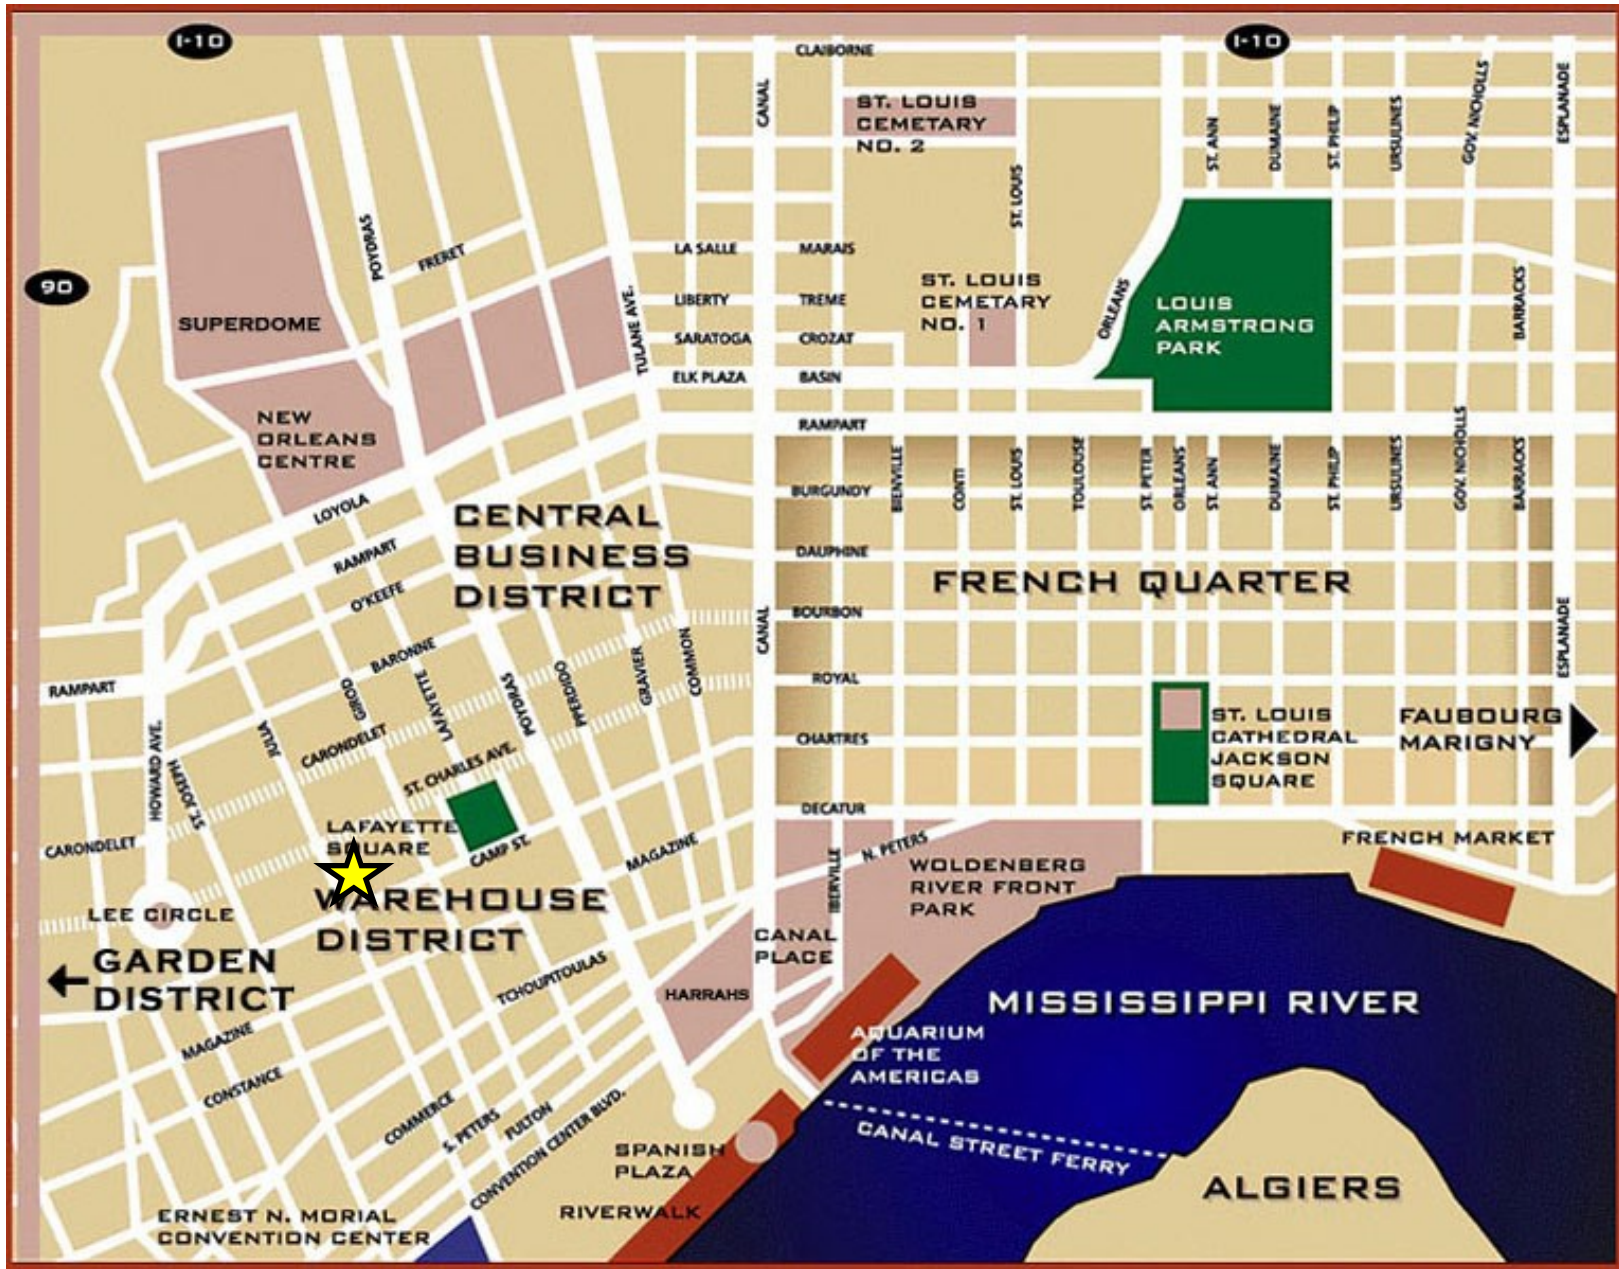 I-10
I-10
CLAIBORNE
CANAL
ST. LOUIS
CEMETARY
NO. 2
ST. LOUIS
ST. ANN
DUMAINE
ST. PHILIP
URSULINES
GOV. NICHOLLS
ESPLANADE
POYDRAS
FRERET
LA SALLE
MARAIS
90
SUPERDOME
TULANE AVE.
LIBERTY
TREME
ST. LOUIS
CEMETARY
NO. 1
ORLEANS
LOUIS
ARMSTRONG
PARK
BARRACKS
SARATOGA
CROZAT
ELK PLAZA
BASIN
NEW
ORLEANS
CENTRE
RAMPART
LOYOLA
RAMPART
O'KEEFE
BARONNE
CENTRAL
BUSINESS
DISTRICT
BURGUNDY
BIENVILLE
CONTI
ST. LOUIS
TOULOUSE
ST. PETER
ORLEANS
ST. ANN
DUMAINE
ST. PHILIP
URSULINES
GOV. NICHOLLS
BARRACKS
DAUPHINE
FRENCH QUARTER
BOURBON
CANAL
ESPLANADE
ROYAL
RAMPART
HOWARD AVE.
ST. JOSEPH
JULIA
GIROD
LAFAYETTE
POYDRAS
PPERDIDO
GRAVIER
COMMON
CARONDELET
ST. CHARLES AVE.
CHARTRES
ST. LOUIS
CATHEDRAL
JACKSON
SQUARE
FAUBOURG
MARIGNY
DECATUR
CARONDELET
LAFAYETTE
SQUARE
CAMP ST.
MAGAZINE
IBERVILLE
N. PETERS
FRENCH MARKET
WOLDENBERG
RIVER FRONT
PARK
LEE CIRCLE
WAREHOUSE
DISTRICT
GARDEN
DISTRICT
CANAL
PLACE
TCHOUPITOULAS
HARRAHS
MISSISSIPPI RIVER
MAGAZINE
CONSTANCE
AQUARIUM
OF THE
AMERICAS
COMMERCE
S. PETERS
FULTON
CONVENTION CENTER BLVD.
SPANISH
PLAZA
CANAL STREET FERRY
RIVERWALK
ALGIERS
ERNEST N. MORIAL
CONVENTION CENTER